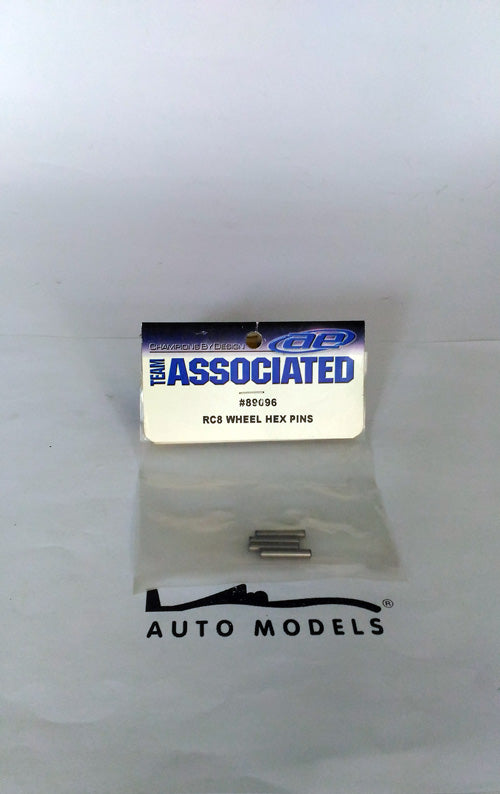 CHAMPIONS BY DESIGN
ae
TEAM
ASSOCIATED
#89096
RC8 WHEEL HEX PINS
®
AUTO MODELS